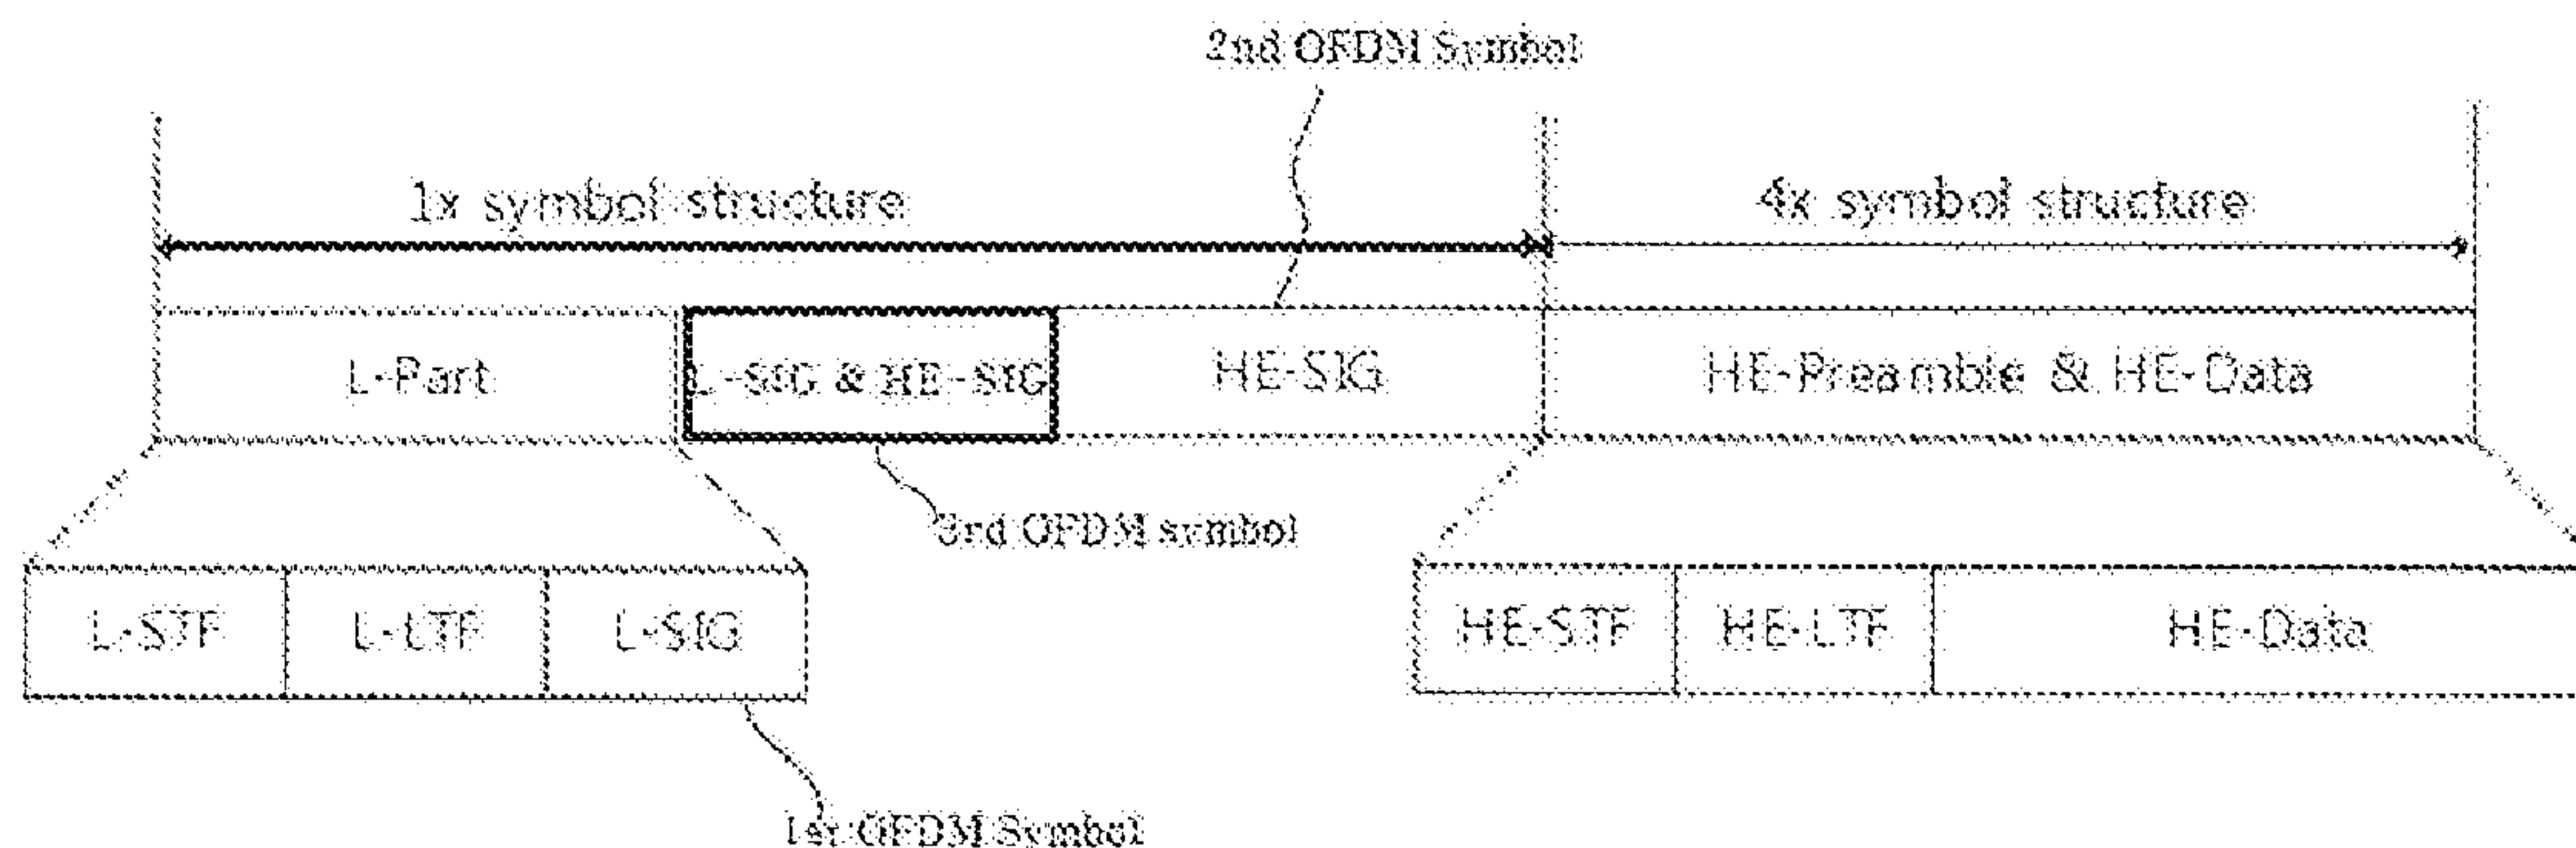 2nd OFDM Symbol
1x symbol structure
4x symbol structure
L-Part
L-SIG & HE-SIG
HE-SIG
HE-Preamble & HE-Data
3rd OFDM symbol
L-STF
L-LTF
L-SIG
HE-STF
HE-LTF
HE-Data
1st OFDM Symbol